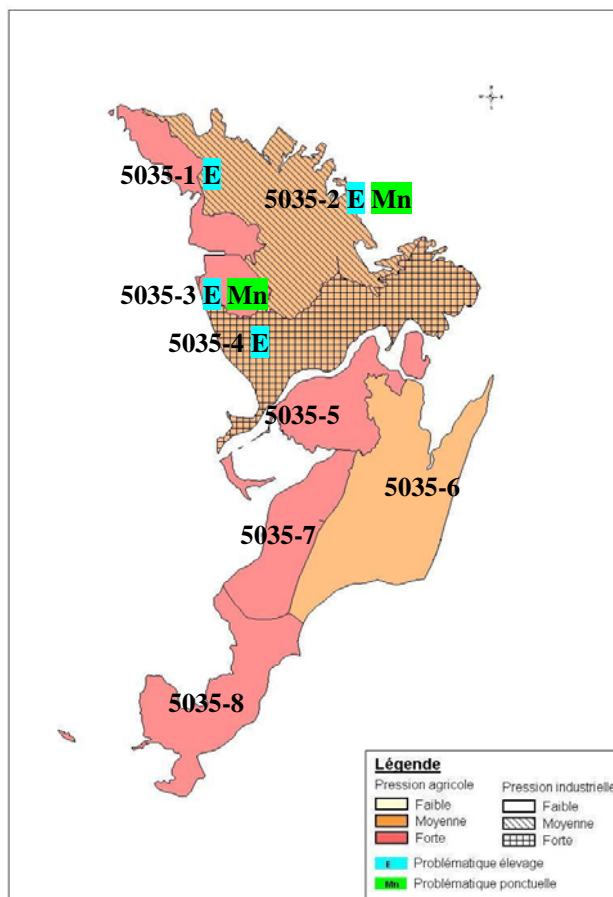 5035-1 E
5035-2 E Mn
5035-3 E Mn
5035-4 E
5035-5
5035-6
5035-7
5035-8
Légende
Pression agricole
Faible
Moyenne
Forte
Pression industrielle
Faible
Moyenne
Forte
E Problématique élevage
Mn Problématique ponctuelle